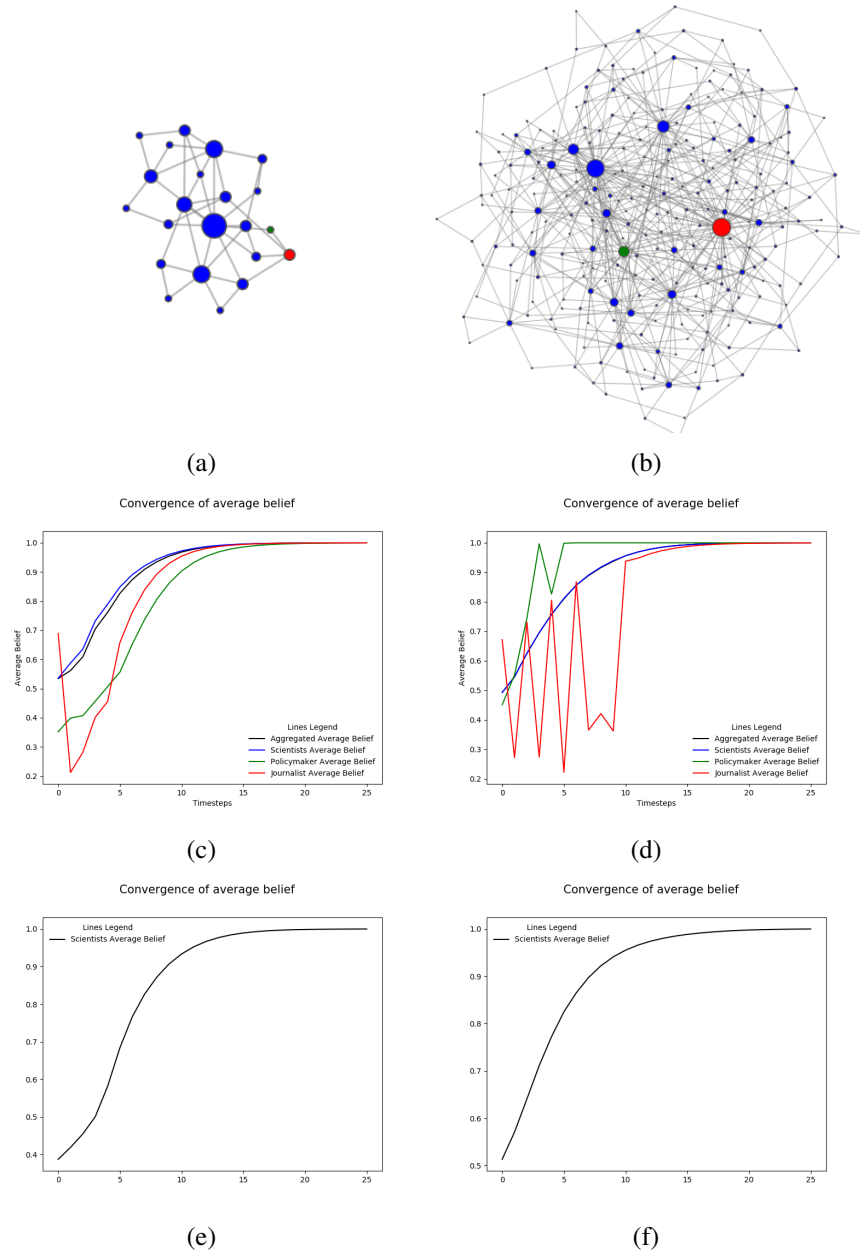 (a)
(b)
Convergence of average belief
1.0
0.9
0.8
0.7
0.6
0.5
0.4
0.3
0.2
Average Belief
Lines Legend
Aggregated Average Belief
Scientists Average Belief
Policymaker Average Belief
Journalist Average Belief
0 5 10 15 20 25
Timesteps
(c)
Convergence of average belief
1.0
0.9
0.8
0.7
0.6
0.5
0.4
0.3
0.2
Average Belief
Lines Legend
Aggregated Average Belief
Scientists Average Belief
Policymaker Average Belief
Journalist Average Belief
0 5 10 15 20 25
Timesteps
(d)
Convergence of average belief
Lines Legend
Scientists Average Belief
1.0
0.9
0.8
0.7
0.6
0.5
0.4
0 5 10 15 20 25
(e)
Convergence of average belief
Lines Legend
Scientists Average Belief
1.0
0.9
0.8
0.7
0.6
0.5
0 5 10 15 20 25
(f)